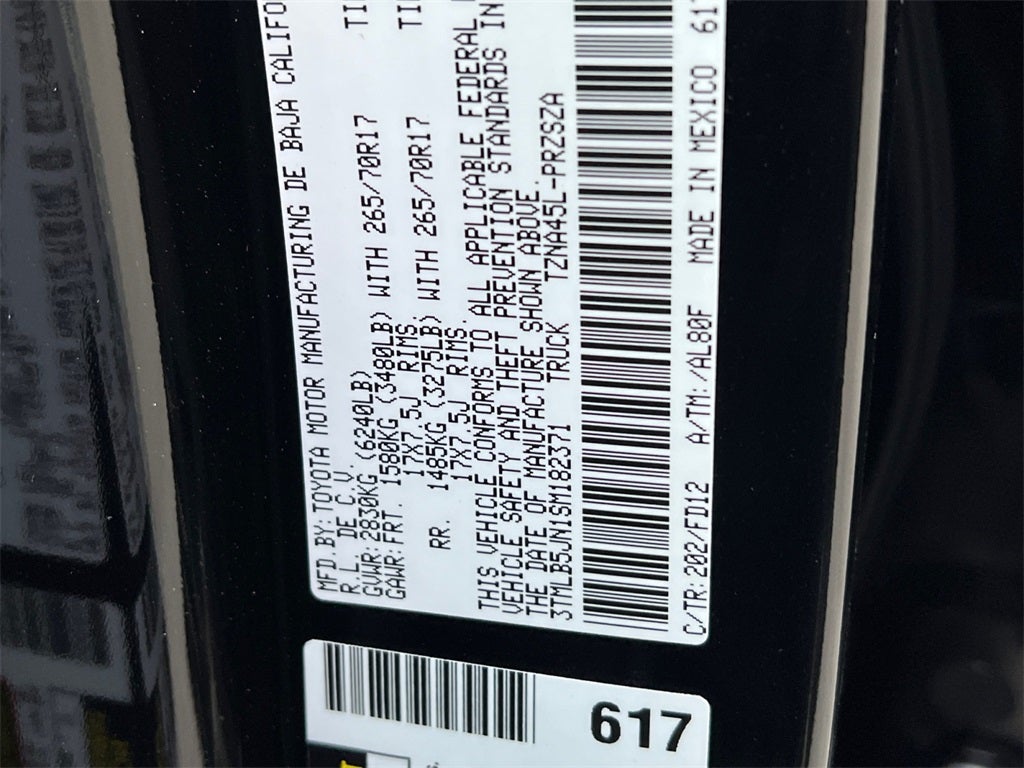 MFD.BY:TOYOTA MOTOR MANUFACTURING DE BAJA CALIFO
R.L. DE C.V.
GVWR:2830KG (6240LB)
GAWR:FRT. 1580KG (3480LB) WITH 265/70R17 TI
17X7.5J RIMS.
RR. 1485KG (3275LB) WITH 265/70R17 TI
17X7.5J RIMS.
THIS VEHICLE CONFORMS TO ALL APPLICABLE FEDERAL
VEHICLE SAFETY AND THEFT PREVENTION STANDARDS IN
THE DATE OF MANUFACTURE SHOWN ABOVE.
3TMLB5JN1SM182371 TRUCK TZNA45L-PRZSZA
C/TR:202/FD12 A/TM:/AL80F MADE IN MEXICO 617
617